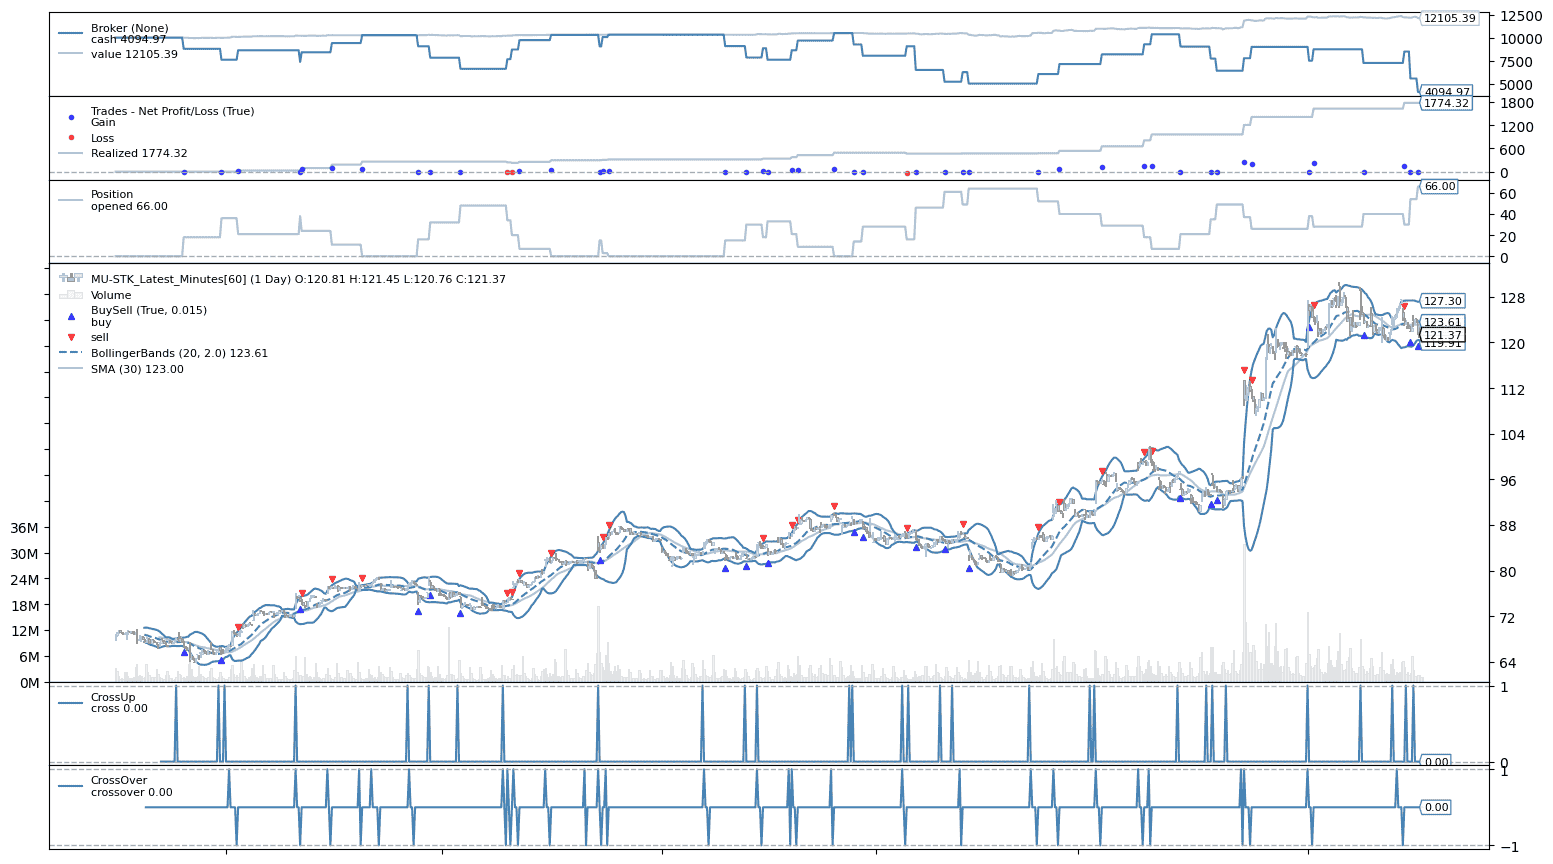 Broker (None)
cash 4094.97
value 12105.39
12105.39
4094.97
12500
10000
7500
5000
Trades - Net Profit/Loss (True)
Gain
Loss
Realized 1774.32
1774.32
1800
1200
600
0
Position
opened 66.00
66.00
60
40
20
0
MU-STK_Latest_Minutes[60] (1 Day) O:120.81 H:121.45 L:120.76 C:121.37
Volume
BuySell (True, 0.015)
buy
sell
BollingerBands (20, 2.0) 123.61
SMA (30) 123.00
127.30
123.61
121.37
119.91
128
120
112
104
96
88
80
72
64
36M
30M
24M
18M
12M
6M
0M
CrossUp
cross 0.00
0.00
1
0
CrossOver
crossover 0.00
0.00
1
−1